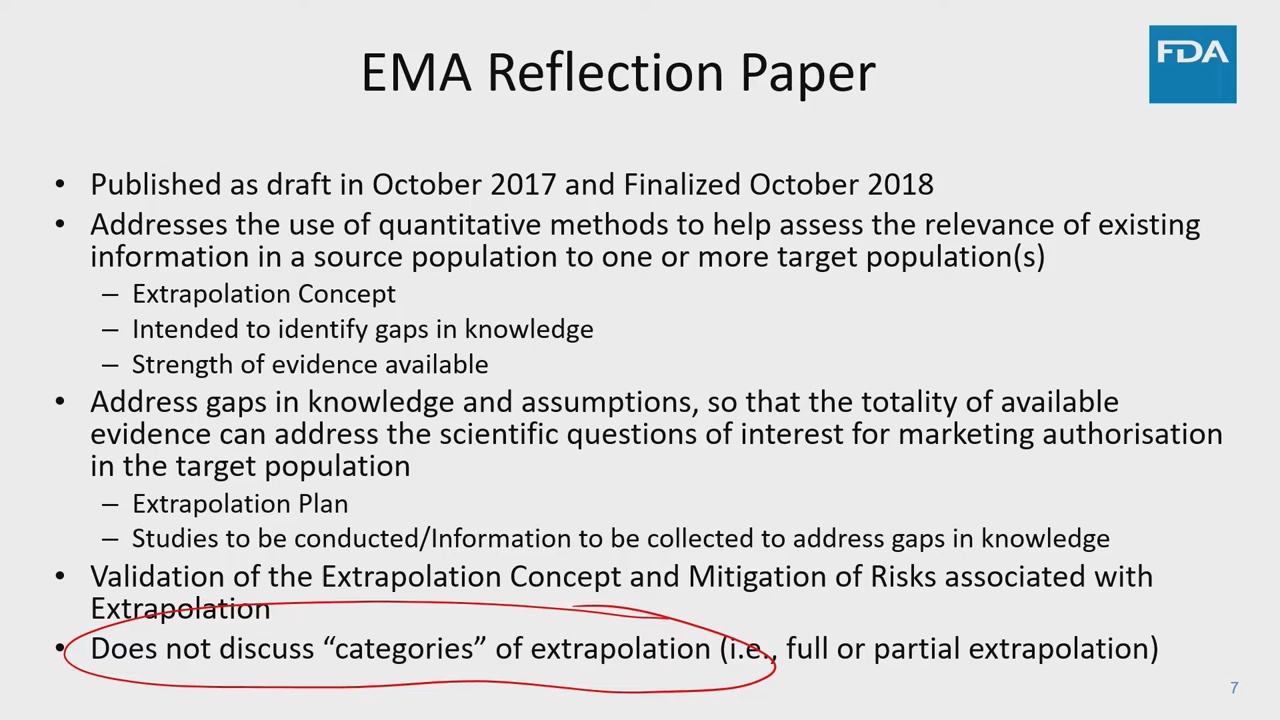 FDA
EMA Reflection Paper
• Published as draft in October 2017 and Finalized October 2018
• Addresses the use of quantitative methods to help assess the relevance of existing
information in a source population to one or more target population(s)
– Extrapolation Concept
– Intended to identify gaps in knowledge
– Strength of evidence available
• Address gaps in knowledge and assumptions, so that the totality of available
evidence can address the scientific questions of interest for marketing authorisation
in the target population
– Extrapolation Plan
– Studies to be conducted/Information to be collected to address gaps in knowledge
• Validation of the Extrapolation Concept and Mitigation of Risks associated with
Extrapolation
• Does not discuss “categories” of extrapolation (i.e., full or partial extrapolation)
7